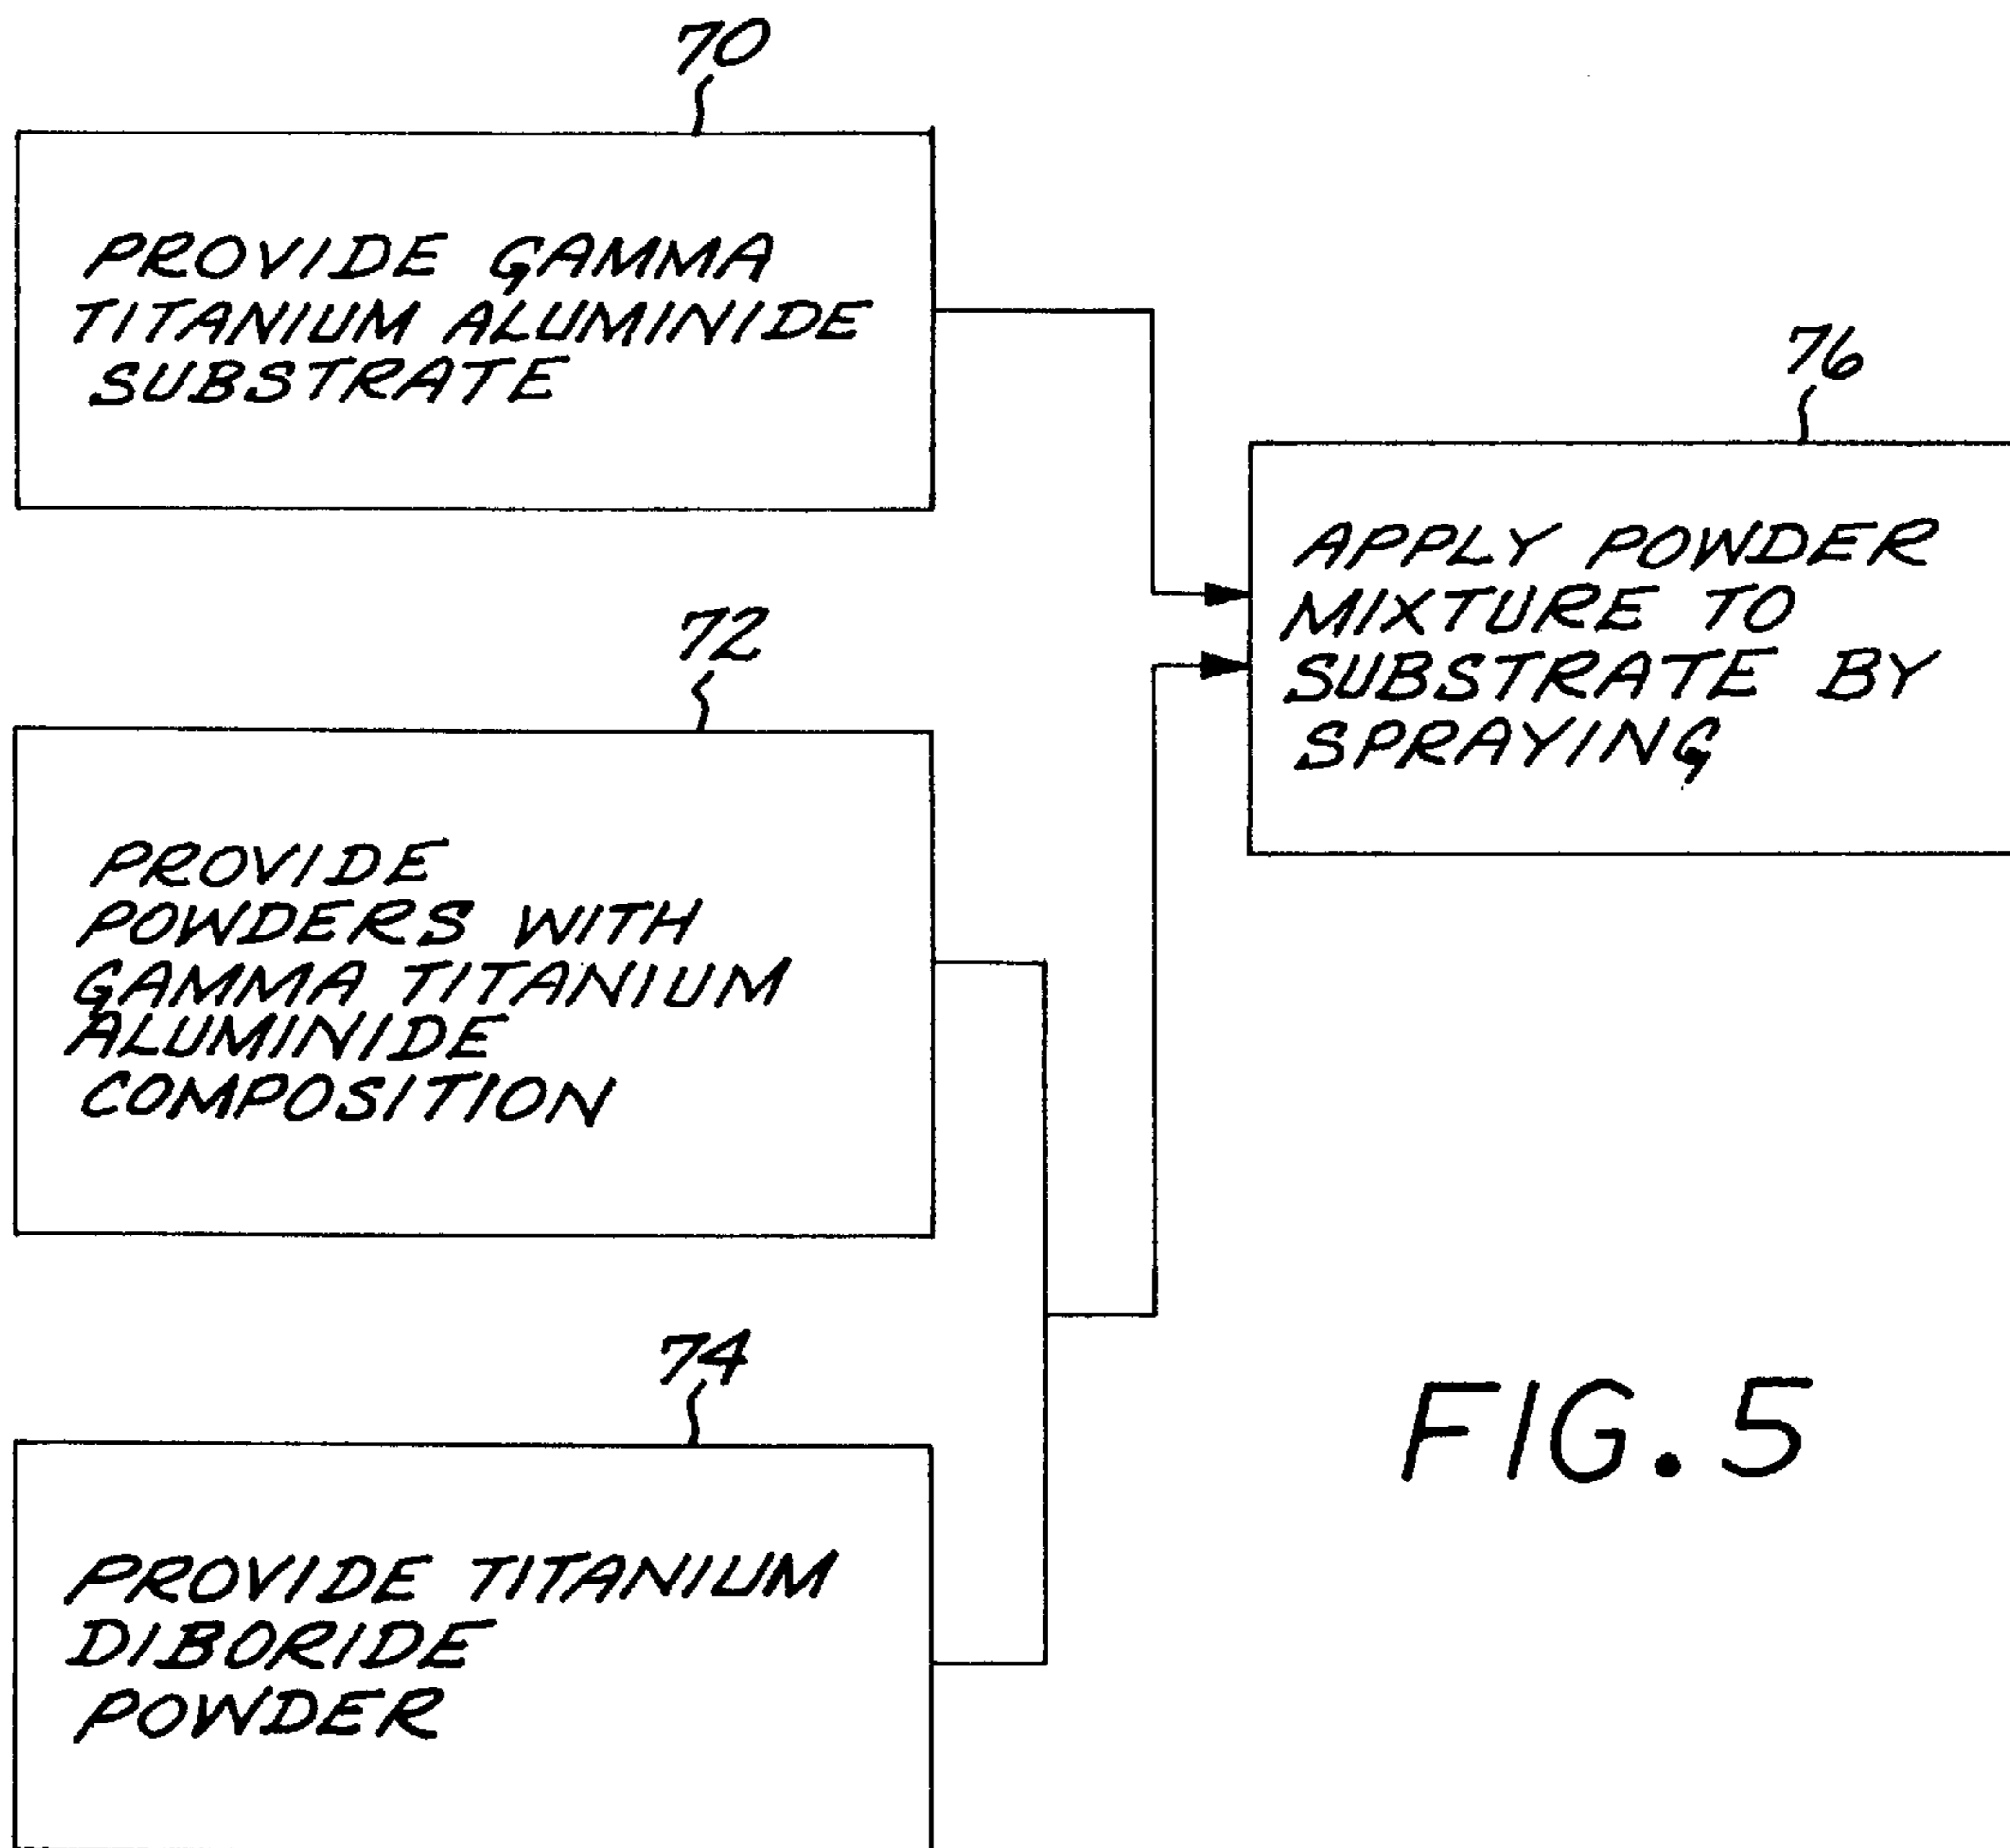 70
PROVIDE GAMMA
TITANIUM ALUMINIDE
SUBSTRATE
72
PROVIDE
POWDERS WITH
GAMMA TITANIUM
ALUMINIDE
COMPOSITION
74
PROVIDE TITANIUM
DIBORIDE
POWDER
76
APPLY POWDER
MIXTURE TO
SUBSTRATE BY
SPRAYING
FIG. 5